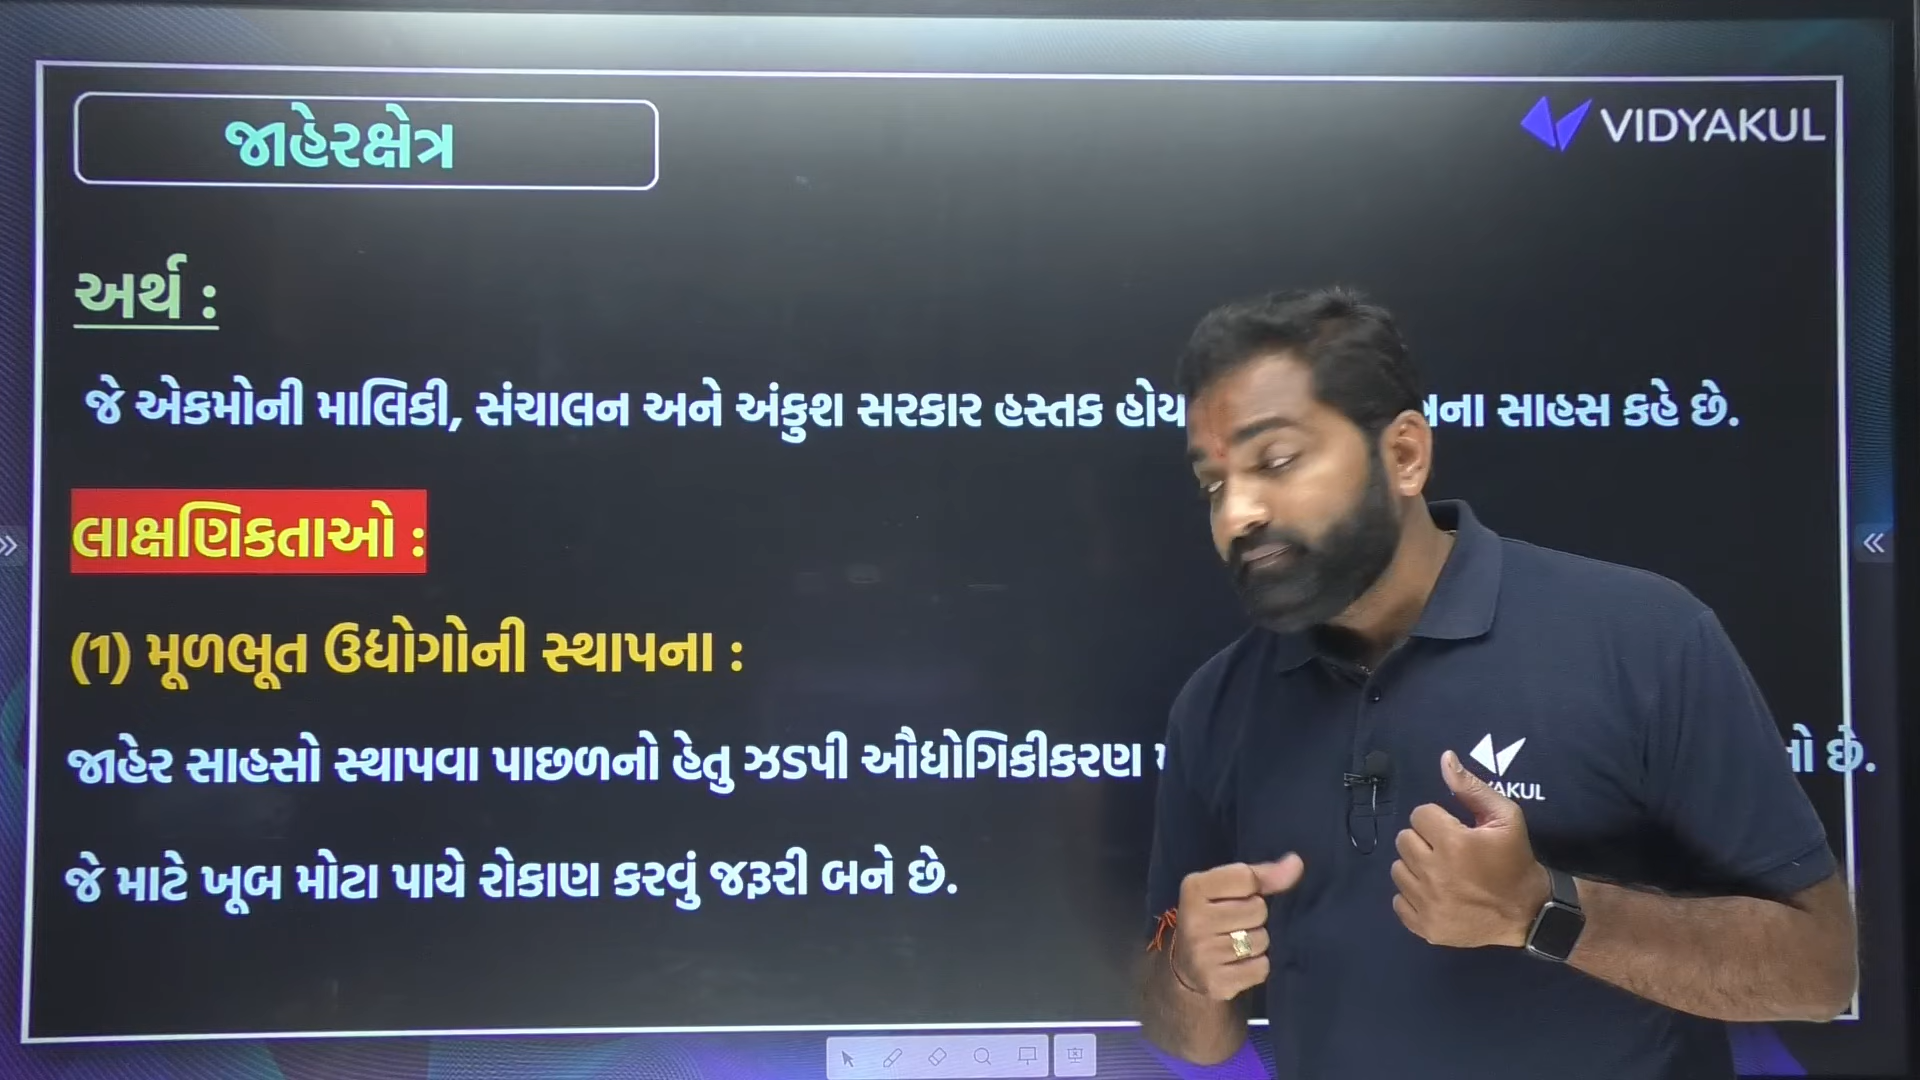 જાહેરક્ષેત્ર
VIDYAKUL
અર્થ :
જે એકમોની માલિકી, સંચાલન અને અંકુશ સરકાર હસ્તક હોય સાહસ કહે છે.
લાક્ષણિકતાઓ :
(1) મૂળભૂત ઉદ્યોગોની સ્થાપના :
જાહેર સાહસો સ્થાપવા પાછળનો હેતુ ઝડપી ઔદ્યોગિકીકરણ છે.
જે માટે ખૂબ મોટા પાયે રોકાણ કરવું જરૂરી બને છે.